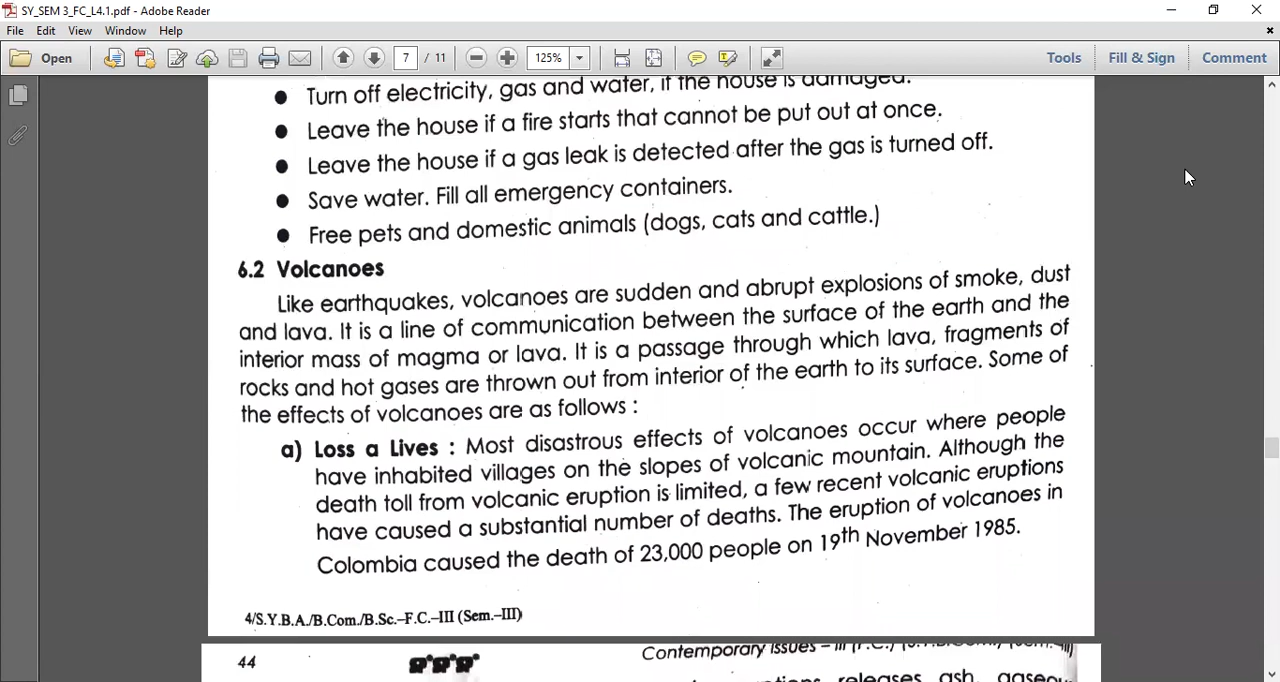 SY_SEM 3_FC_L4.1.pdf - Adobe Reader
File Edit View Window Help
Open 7 / 11 125% Tools Fill & Sign Comment
Turn off electricity, gas and water, if the house is damaged.
Leave the house if a fire starts that cannot be put out at once.
Leave the house if a gas leak is detected after the gas is turned off.
Save water. Fill all emergency containers.
Free pets and domestic animals (dogs, cats and cattle.)
6.2 Volcanoes
Like earthquakes, volcanoes are sudden and abrupt explosions of smoke, dust
and lava. It is a line of communication between the surface of the earth and the
interior mass of magma or lava. It is a passage through which lava, fragments of
rocks and hot gases are thrown out from interior of the earth to its surface. Some of
the effects of volcanoes are as follows :
a) Loss a Lives : Most disastrous effects of volcanoes occur where people
have inhabited villages on the slopes of volcanic mountain. Although the
death toll from volcanic eruption is limited, a few recent volcanic eruptions
have caused a substantial number of deaths. The eruption of volcanoes in
Colombia caused the death of 23,000 people on 19th November 1985.
4/S.Y.B.A./B.Com./B.Sc.–F.C.–III (Sem.–III)
44 Contemporary Issues – III
releases ash, gaseou